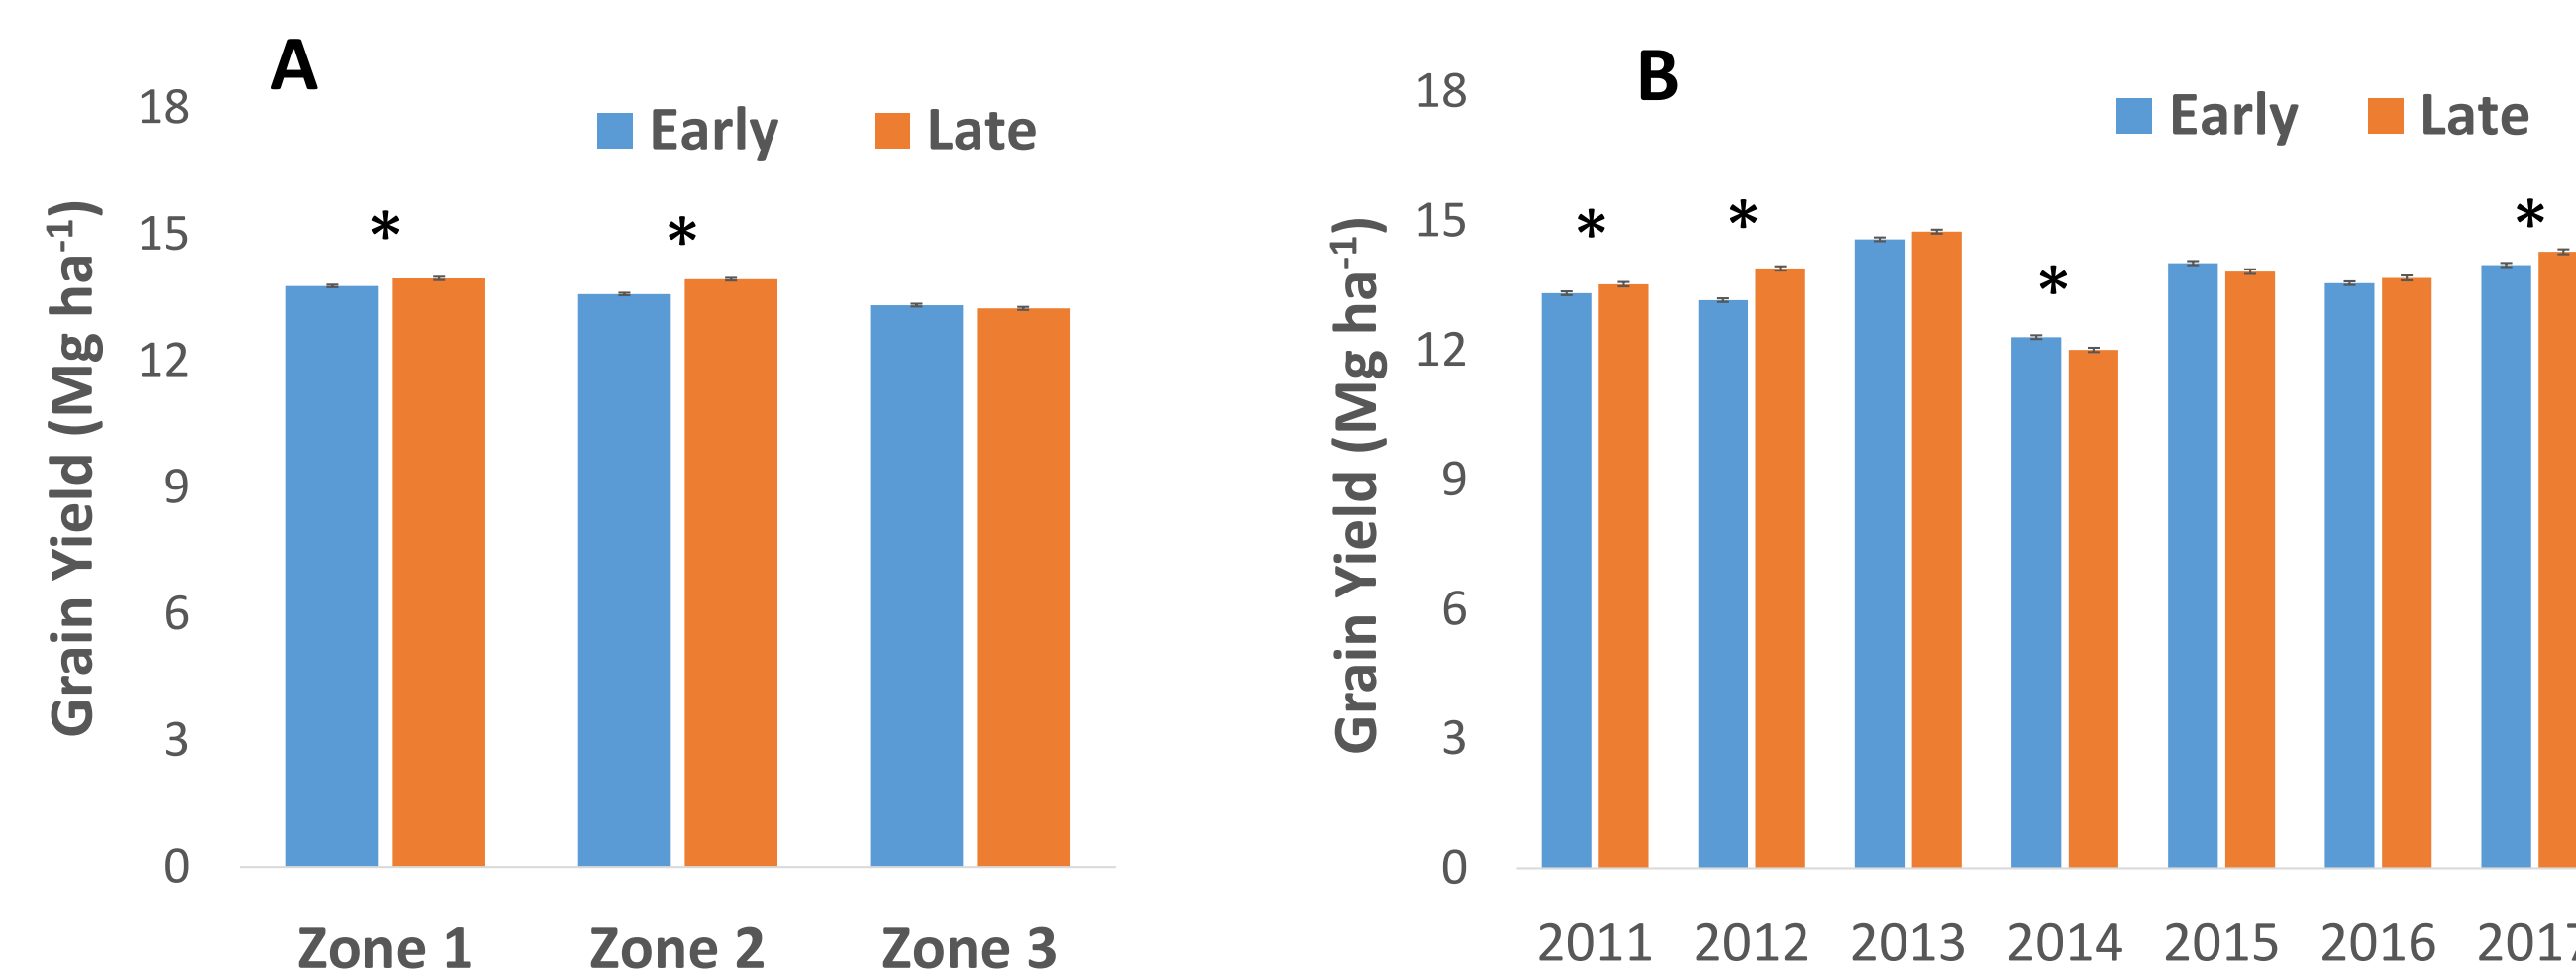 A
Early Late
Grain Yield (Mg ha-1)
18
15
12
9
6
3
0
* *
Zone 1 Zone 2 Zone 3
B
Early Late
Grain Yield (Mg ha-1)
18
15
12
9
6
3
0
* * * *
2011 2012 2013 2014 2015 2016 2017